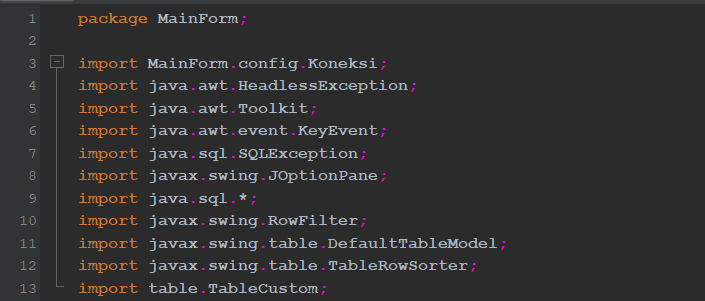 1 package MainForm;
2
3 import MainForm.config.Koneksi;
4 import java.awt.HeadlessException;
5 import java.awt.Toolkit;
6 import java.awt.event.KeyEvent;
7 import java.sql.SQLException;
8 import javax.swing.JOptionPane;
9 import java.sql.*;
10 import javax.swing.RowFilter;
11 import javax.swing.table.DefaultTableModel;
12 import javax.swing.table.TableRowSorter;
13 import table.TableCustom;